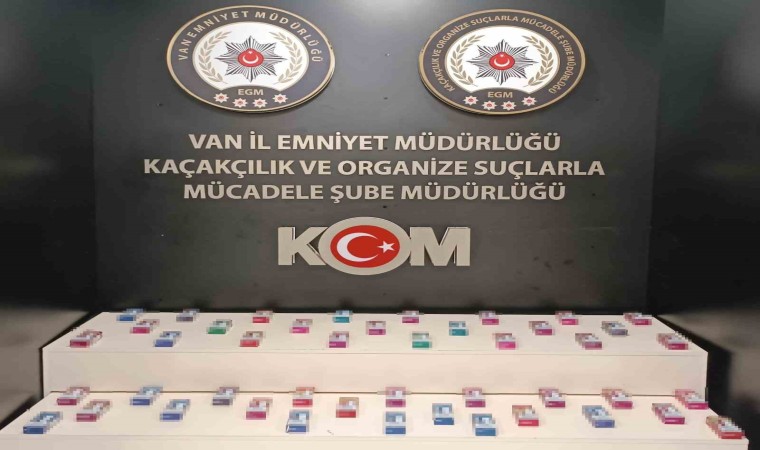 VAN EMNİYET MÜDÜRLÜĞÜ
EGM
KAÇAKÇILIK VE ORGANİZE SUÇLARLA MÜCADELE ŞUBE MÜDÜRLÜĞÜ
EGM
VAN İL EMNİYET MÜDÜRLÜĞÜ
KAÇAKÇILIK VE ORGANİZE SUÇLARLA
MÜCADELE ŞUBE MÜDÜRLÜĞÜ
KOM